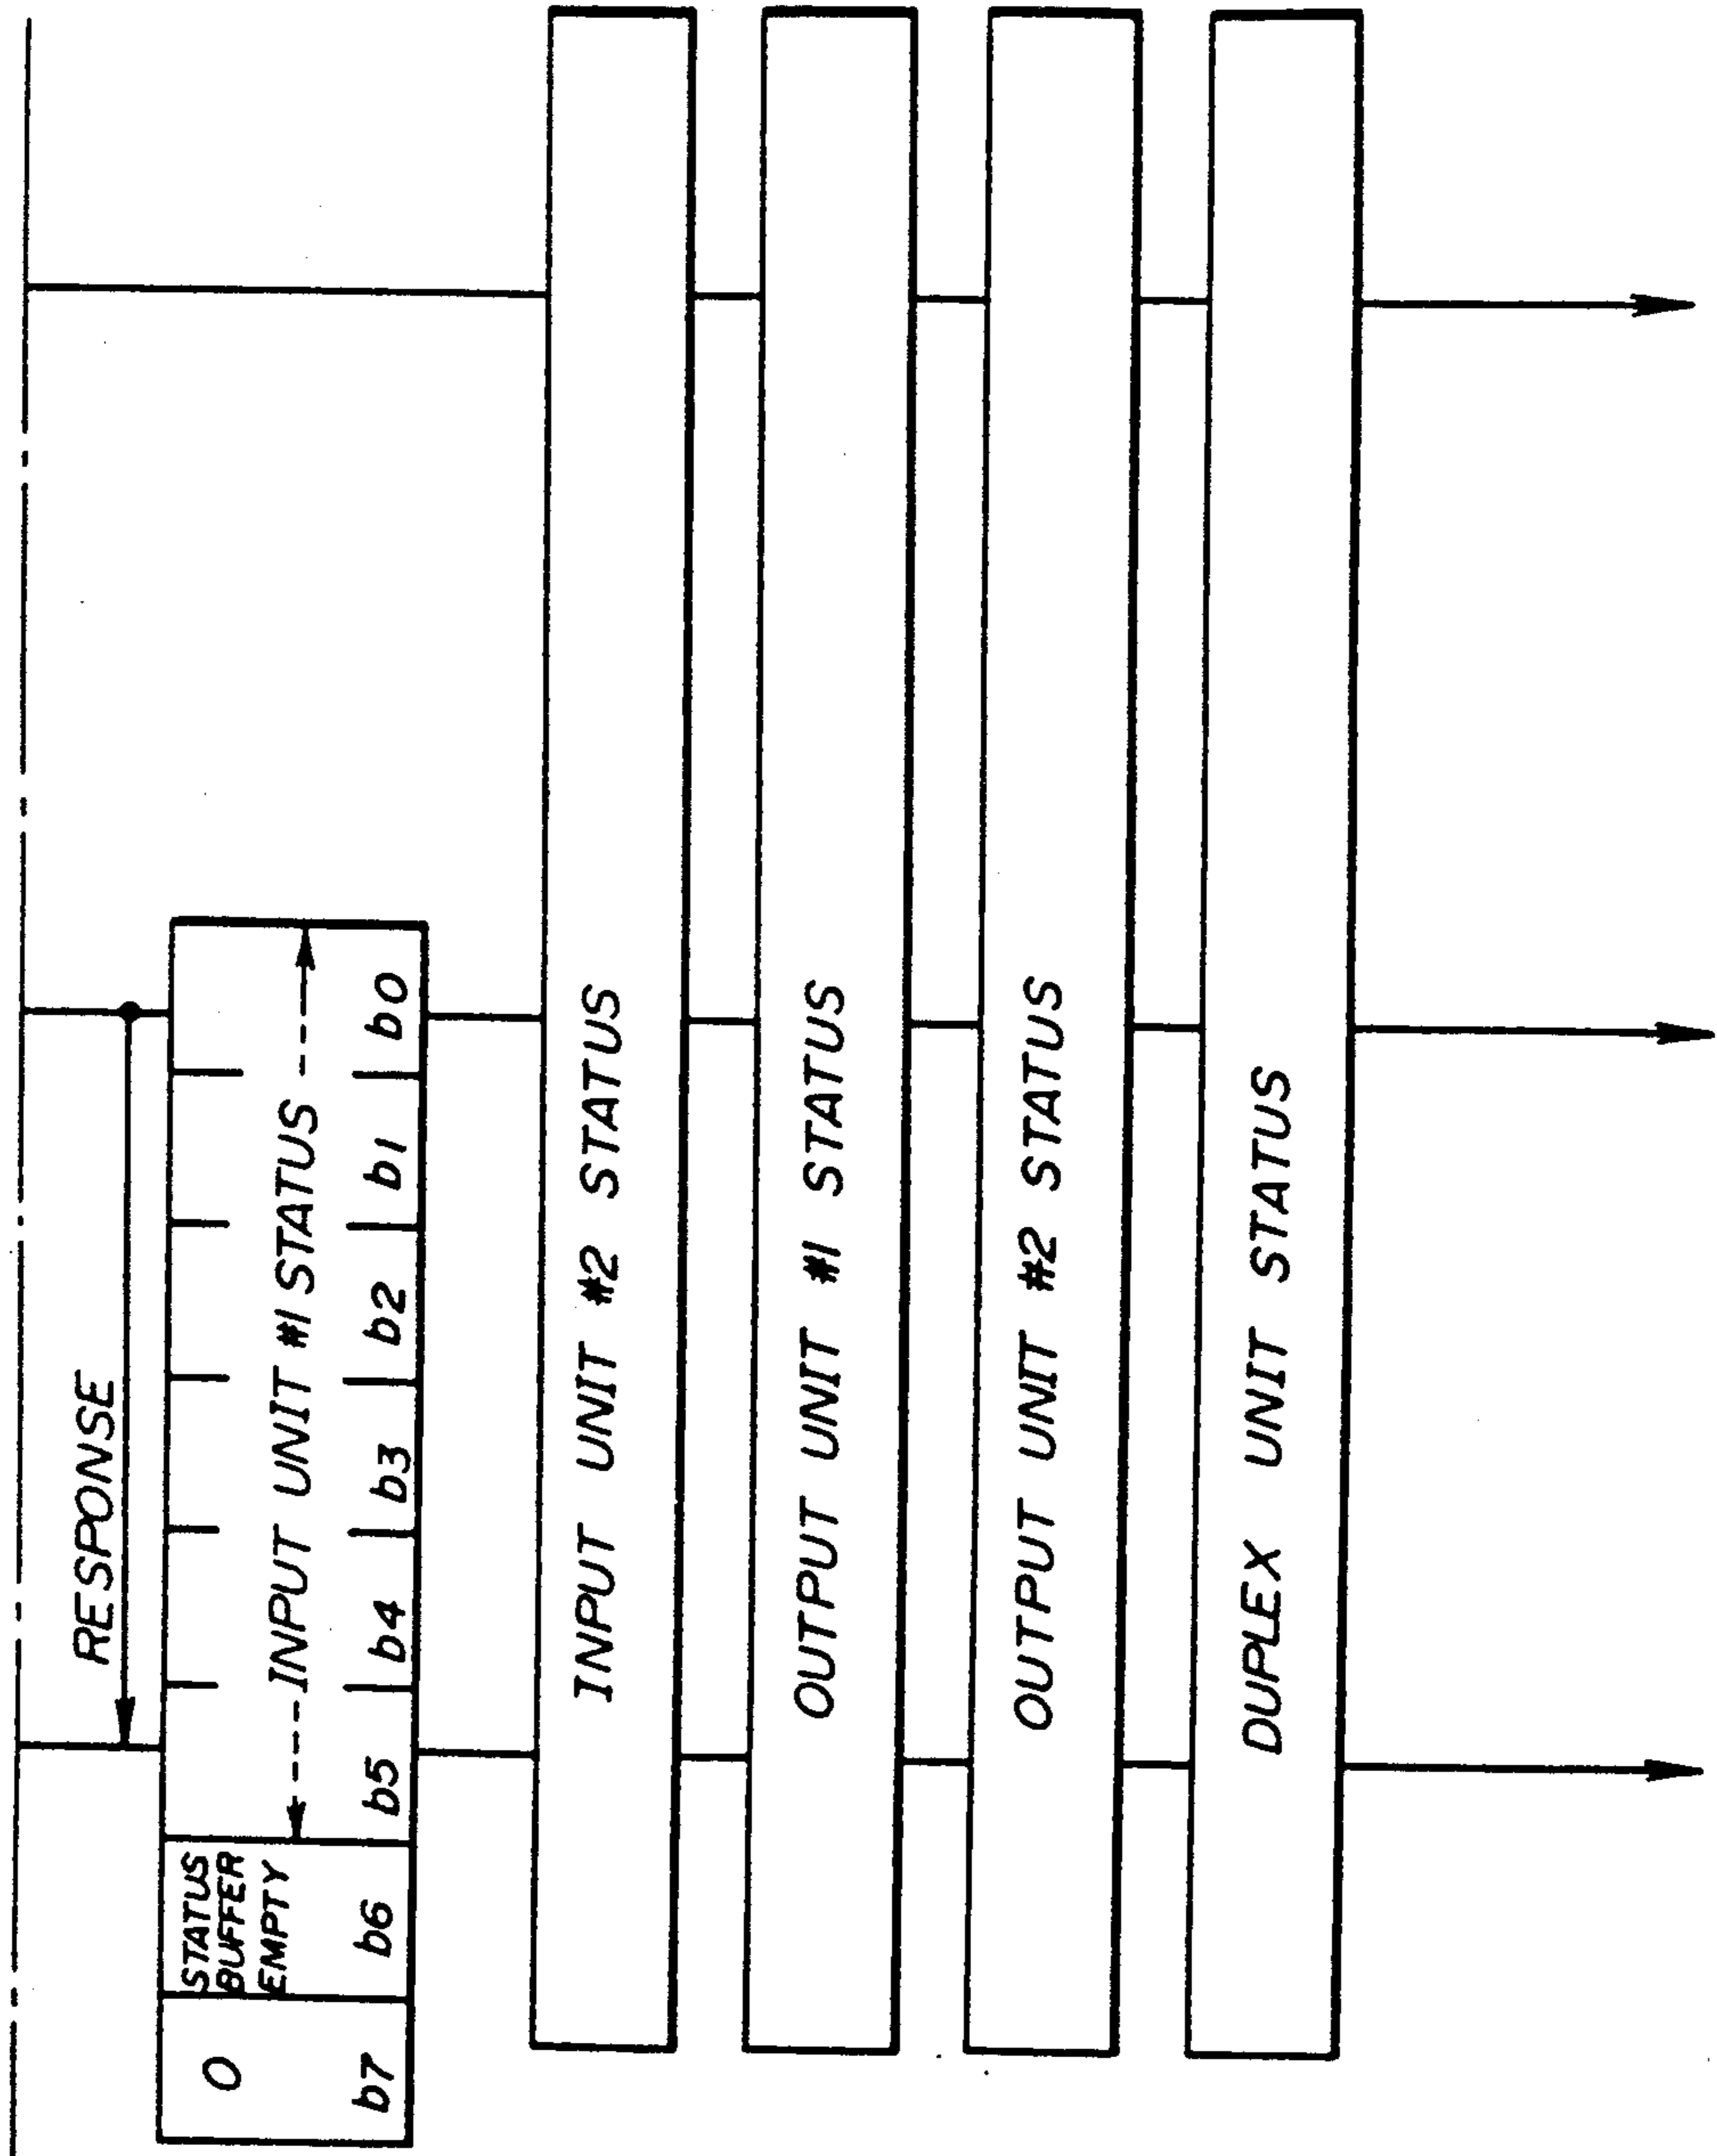 RESPONSE
0
STATUS
BUFFER
EMPTY
INPUT UNIT #1 STATUS
b7 b6 b5 b4 b3 b2 b1 b0
INPUT UNIT #2 STATUS
OUTPUT UNIT #1 STATUS
OUTPUT UNIT #2 STATUS
DUPLEX UNIT STATUS